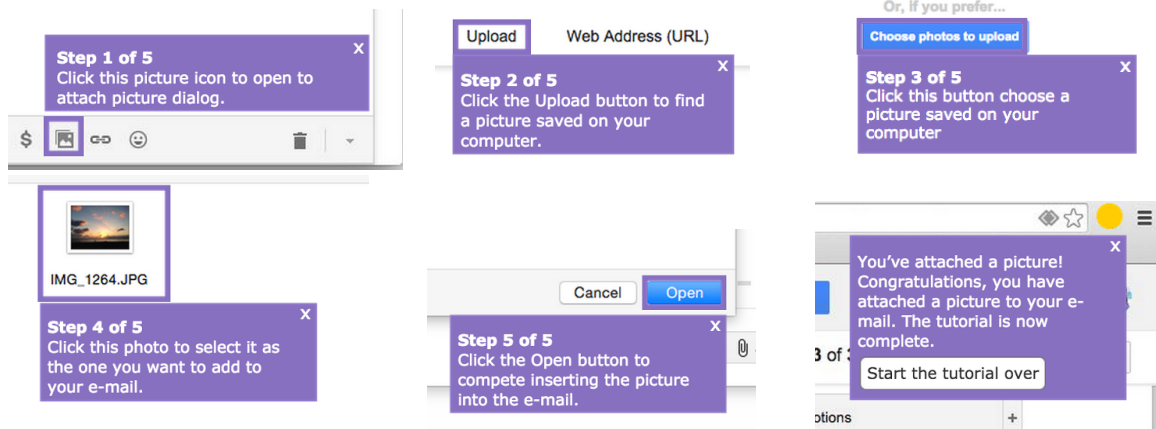 Step 1 of 5
Click this picture icon to open to
attach picture dialog.
X
$
Upload
Web Address (URL)
Step 2 of 5
Click the Upload button to find
a picture saved on your
computer.
X
Or, if you prefer...
Choose photos to upload
Step 3 of 5
Click this button choose a
picture saved on your
computer
X
IMG_1264.JPG
Step 4 of 5
Click this photo to select it as
the one you want to add to
your e-mail.
X
Cancel
Open
Step 5 of 5
Click the Open button to
compete inserting the picture
into the e-mail.
X
You’ve attached a picture!
Congratulations, you have
attached a picture to your e-
mail. The tutorial is now
complete.
X
3 of 3
Start the tutorial over
otions
+